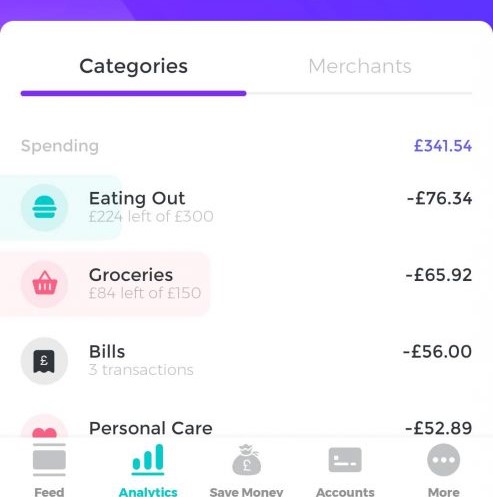 Categories Merchants
Spending £341.54
Eating Out -£76.34
£224 left of £300
Groceries -£65.92
£84 left of £150
£
Bills -£56.00
3 transactions
Personal Care -£52.89
Feed Analytics Save Money Accounts More